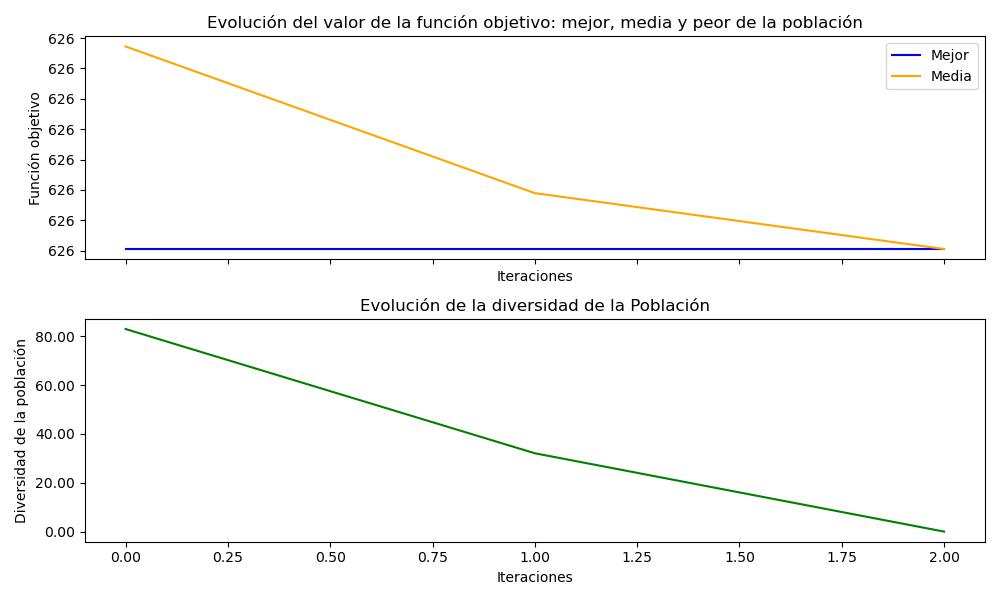 Evolución del valor de la función objetivo: mejor, media y peor de la población
626
626
626
626
626
626
626
626
Función objetivo
Mejor
Media
Iteraciones
Evolución de la diversidad de la Población
80.00
60.00
40.00
20.00
0.00
Diversidad de la población
0.00 0.25 0.50 0.75 1.00 1.25 1.50 1.75 2.00
Iteraciones